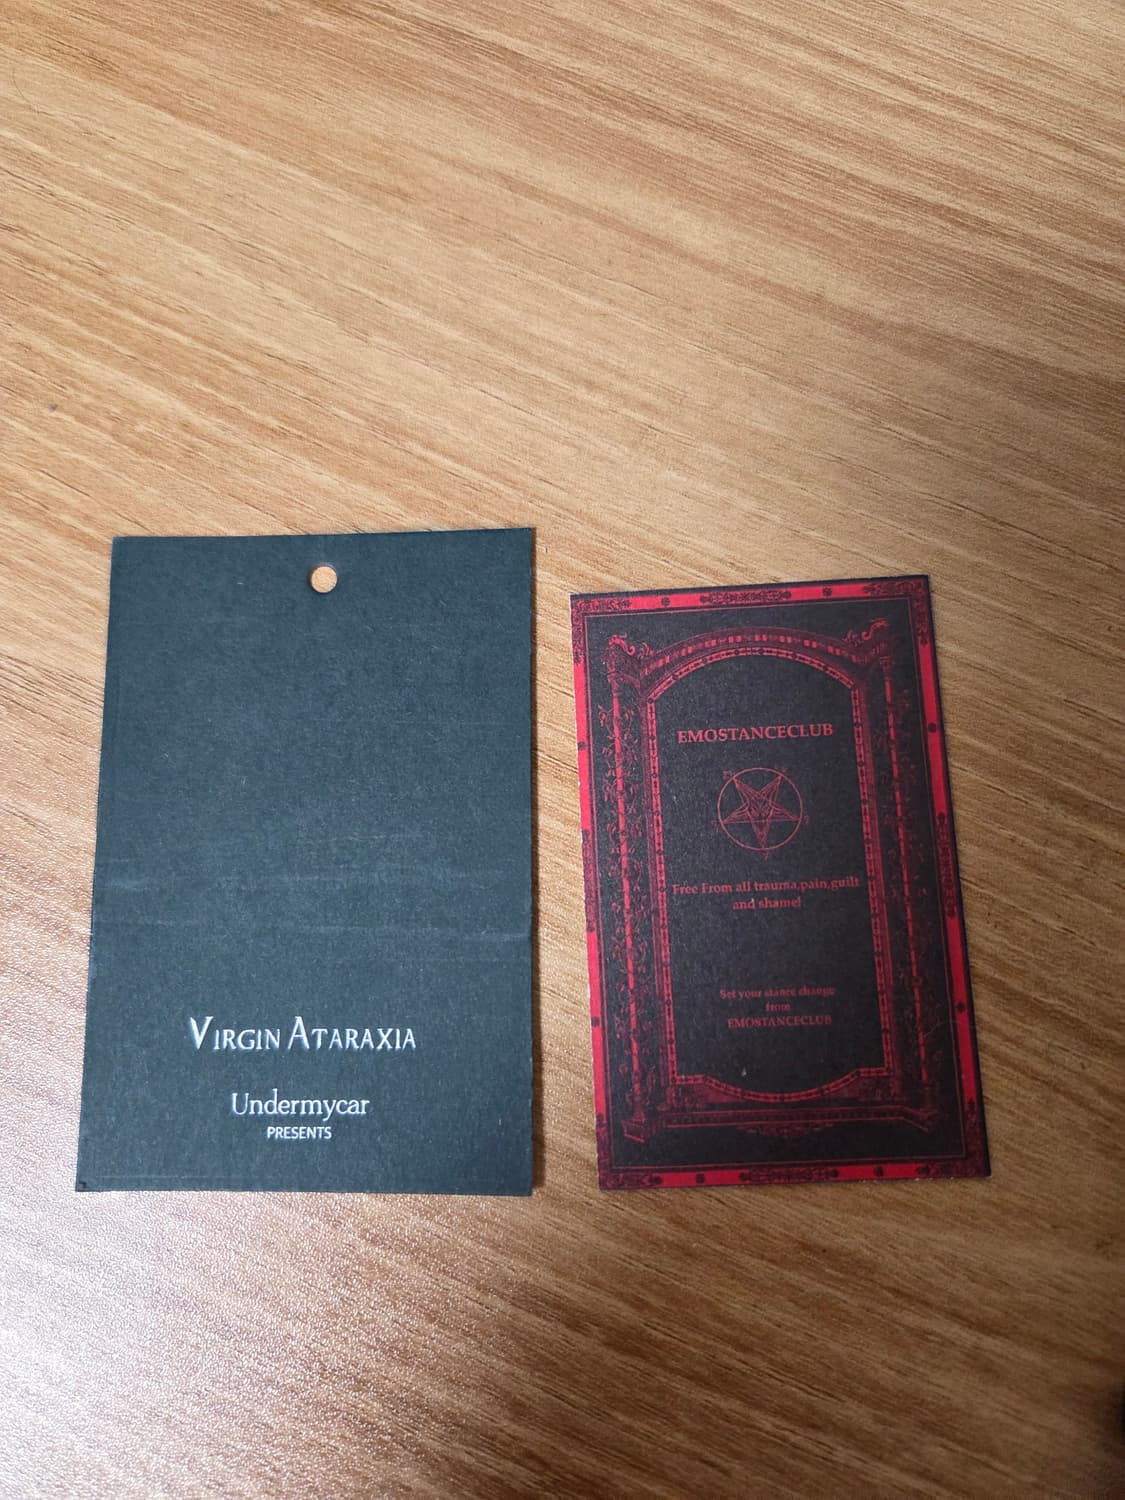 VIRGIN ATARAXIA
Undermycar
PRESENTS
EMOSTANCECLUB
Free From all trauma,pain,guilt
and shame!
Set your stance change
from
EMOSTANCECLUB